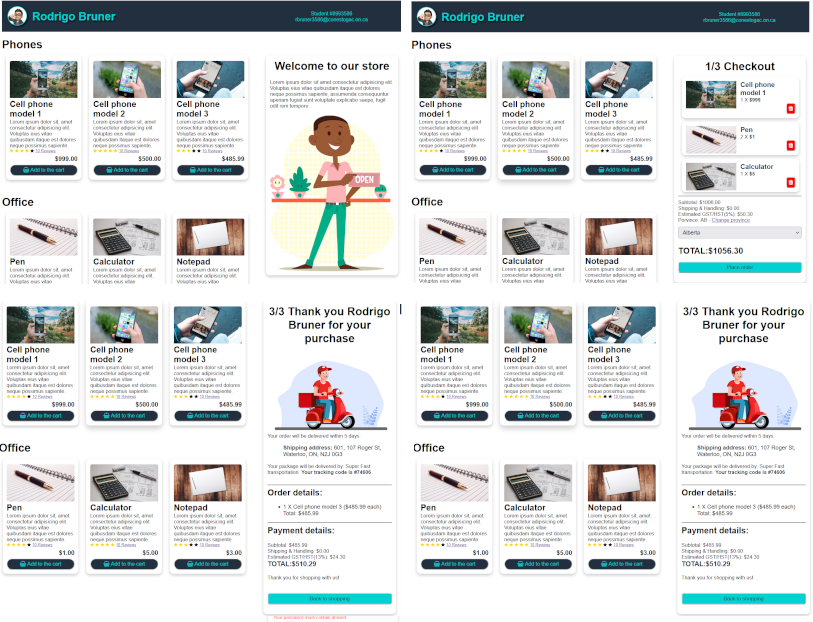 Rodrigo Bruner
Student #8993586
rbruner3586@conestogac.on.ca
Phones
Cell phone model 1
Lorem ipsum dolor sit, amet
consectetur adipisicing elit.
Voluptas eius vitae
quibusdam itaque est dolores
neque possimus sapiente.
10 Reviews
$999.00
Add to the cart
Cell phone model 2
Lorem ipsum dolor sit, amet
consectetur adipisicing elit.
Voluptas eius vitae
quibusdam itaque est dolores
neque possimus sapiente.
10 Reviews
$500.00
Add to the cart
Cell phone model 3
Lorem ipsum dolor sit, amet
consectetur adipisicing elit.
Voluptas eius vitae
quibusdam itaque est dolores
neque possimus sapiente.
10 Reviews
$485.99
Add to the cart
Welcome to our store
Lorem ipsum dolor sit amet consectetur adipisicing elit.
Voluptas eius vitae quibusdam itaque est dolores
neque possimus sapiente, assumenda consequuntur
aperiam fugiat sunt voluptate explicabo saepe, fugit
odit rem tempore
OPEN
Office
Pen
Lorem ipsum dolor sit, amet
consectetur adipisicing elit.
Voluptas eius vitae
Calculator
Lorem ipsum dolor sit, amet
consectetur adipisicing elit.
Voluptas eius vitae
Notepad
Lorem ipsum dolor sit, amet
consectetur adipisicing elit.
Voluptas eius vitae
Rodrigo Bruner
Student #8993586
rbruner3586@conestogac.on.ca
Phones
Cell phone model 1
Lorem ipsum dolor sit, amet
consectetur adipisicing elit.
Voluptas eius vitae
quibusdam itaque est dolores
neque possimus sapiente.
10 Reviews
$999.00
Add to the cart
Cell phone model 2
Lorem ipsum dolor sit, amet
consectetur adipisicing elit.
Voluptas eius vitae
quibusdam itaque est dolores
neque possimus sapiente.
10 Reviews
$500.00
Add to the cart
Cell phone model 3
Lorem ipsum dolor sit, amet
consectetur adipisicing elit.
Voluptas eius vitae
quibusdam itaque est dolores
neque possimus sapiente.
10 Reviews
$485.99
Add to the cart
1/3 Checkout
Cell phone
model 1
1 X $999
Pen
2 X $1
Calculator
1 X $5
Subtotal: $1006.00
Shipping & Handling: $0.00
Estimated GST/HST(5%): $50.30
Province: AB - Change province
Alberta
TOTAL:$1056.30
Place order
Office
Pen
Lorem ipsum dolor sit, amet
consectetur adipisicing elit.
Voluptas eius vitae
Calculator
Lorem ipsum dolor sit, amet
consectetur adipisicing elit.
Voluptas eius vitae
Notepad
Lorem ipsum dolor sit, amet
consectetur adipisicing elit.
Voluptas eius vitae
Cell phone model 1
Lorem ipsum dolor sit, amet
consectetur adipisicing elit.
Voluptas eius vitae
quibusdam itaque est dolores
neque possimus sapiente.
10 Reviews
$999.00
Add to the cart
Cell phone model 2
Lorem ipsum dolor sit, amet
consectetur adipisicing elit.
Voluptas eius vitae
quibusdam itaque est dolores
neque possimus sapiente.
10 Reviews
$500.00
Add to the cart
Cell phone model 3
Lorem ipsum dolor sit, amet
consectetur adipisicing elit.
Voluptas eius vitae
quibusdam itaque est dolores
neque possimus sapiente.
10 Reviews
$485.99
Add to the cart
Office
Pen
Lorem ipsum dolor sit, amet
consectetur adipisicing elit.
Voluptas eius vitae
quibusdam itaque est dolores
neque possimus sapiente.
10 Reviews
$1.00
Add to the cart
Calculator
Lorem ipsum dolor sit, amet
consectetur adipisicing elit.
Voluptas eius vitae
quibusdam itaque est dolores
neque possimus sapiente.
10 Reviews
$5.00
Add to the cart
Notepad
Lorem ipsum dolor sit, amet
consectetur adipisicing elit.
Voluptas eius vitae
quibusdam itaque est dolores
neque possimus sapiente.
10 Reviews
$3.00
Add to the cart
3/3 Thank you Rodrigo
Bruner for your
purchase
Your order will be delivered within 5 days
Shipping address: 601, 107 Roger St,
Waterloo, ON, N2J 0G3
Your package will be delivered by: Super Fast
transportation. Your tracking code is #74606
Order details:
1 X Cell phone model 3 ($485.99 each)
Total: $485.99
Payment details:
Subtotal: $485.99
Shipping & Handling: $0.00
Estimated GST/HST(13%): $24.30
TOTAL:$510.29
Thank you for shopping with us!
Back to shopping
Your password must contain at least
Cell phone model 1
Lorem ipsum dolor sit, amet
consectetur adipisicing elit.
Voluptas eius vitae
quibusdam itaque est dolores
neque possimus sapiente.
10 Reviews
$999.00
Add to the cart
Cell phone model 2
Lorem ipsum dolor sit, amet
consectetur adipisicing elit.
Voluptas eius vitae
quibusdam itaque est dolores
neque possimus sapiente.
10 Reviews
$500.00
Add to the cart
Cell phone model 3
Lorem ipsum dolor sit, amet
consectetur adipisicing elit.
Voluptas eius vitae
quibusdam itaque est dolores
neque possimus sapiente.
10 Reviews
$485.99
Add to the cart
Office
Pen
Lorem ipsum dolor sit, amet
consectetur adipisicing elit.
Voluptas eius vitae
quibusdam itaque est dolores
neque possimus sapiente.
10 Reviews
$1.00
Add to the cart
Calculator
Lorem ipsum dolor sit, amet
consectetur adipisicing elit.
Voluptas eius vitae
quibusdam itaque est dolores
neque possimus sapiente.
10 Reviews
$5.00
Add to the cart
Notepad
Lorem ipsum dolor sit, amet
consectetur adipisicing elit.
Voluptas eius vitae
quibusdam itaque est dolores
neque possimus sapiente.
10 Reviews
$3.00
Add to the cart
3/3 Thank you Rodrigo
Bruner for your
purchase
Your order will be delivered within 5 days
Shipping address: 601, 107 Roger St,
Waterloo, ON, N2J 0G3
Your package will be delivered by: Super Fast
transportation. Your tracking code is #74606
Order details:
1 X Cell phone model 3 ($485.99 each)
Total: $485.99
Payment details:
Subtotal: $485.99
Shipping & Handling: $0.00
Estimated GST/HST(13%): $24.30
TOTAL:$510.29
Thank you for shopping with us!
Back to shopping